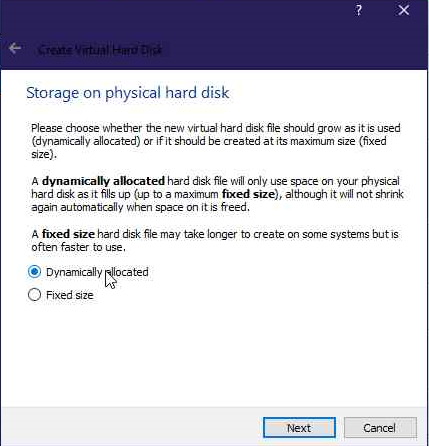 ?
Create Virtual Hard Disk
Storage on physical hard disk
Please choose whether the new virtual hard disk file should grow as it is used
(dynamically allocated) or if it should be created at its maximum size (fixed
size).
A dynamically allocated hard disk file will only use space on your physical
hard disk as it fills up (up to a maximum fixed size), although it will not shrink
again automatically when space on it is freed.
A fixed size hard disk file may take longer to create on some systems but is
often faster to use.
Dynamically allocated
Fixed size
Next Cancel